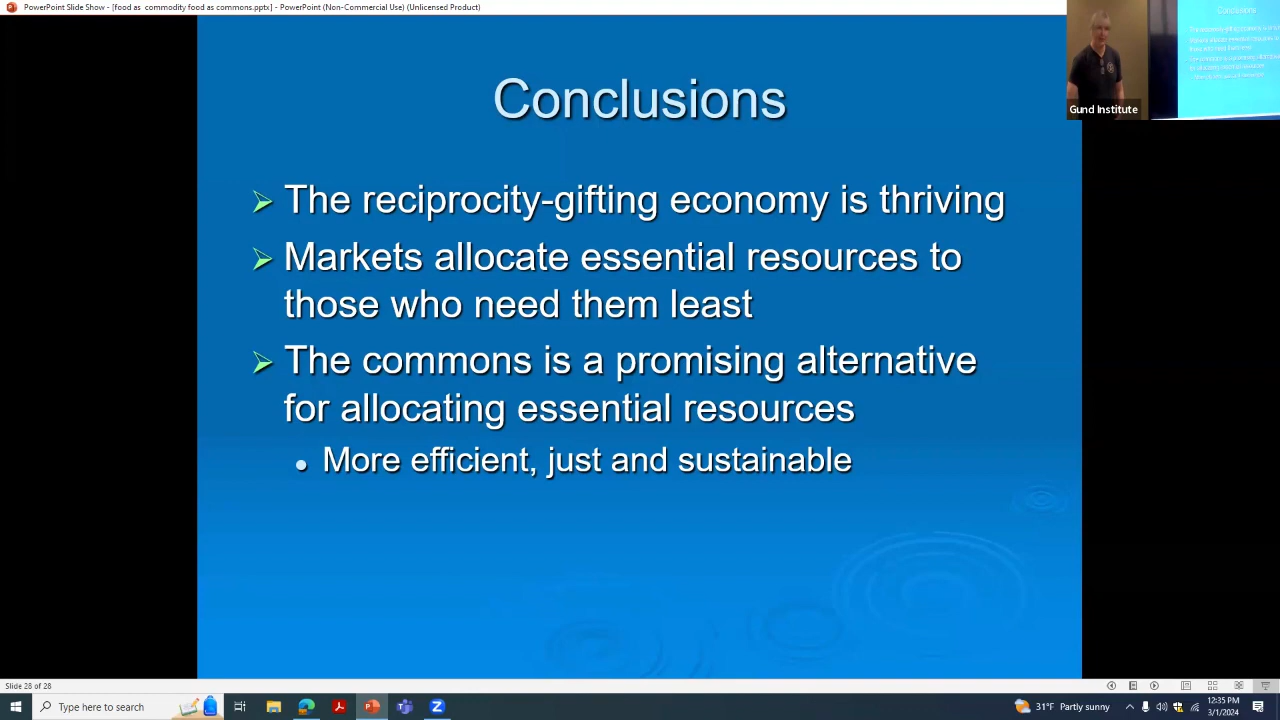 PowerPoint Slide Show - [food as  commodity food as commons.pptx] - PowerPoint (Non-Commercial Use) (Unlicensed Product)
Conclusions
Gund Institute
Conclusions
The reciprocity-gifting economy is thriving
Markets allocate essential resources to
those who need them least
The commons is a promising alternative
for allocating essential resources
More efficient, just and sustainable
Slide 28 of 28
Type here to search
31°F Partly sunny
12:35 PM
3/1/2024